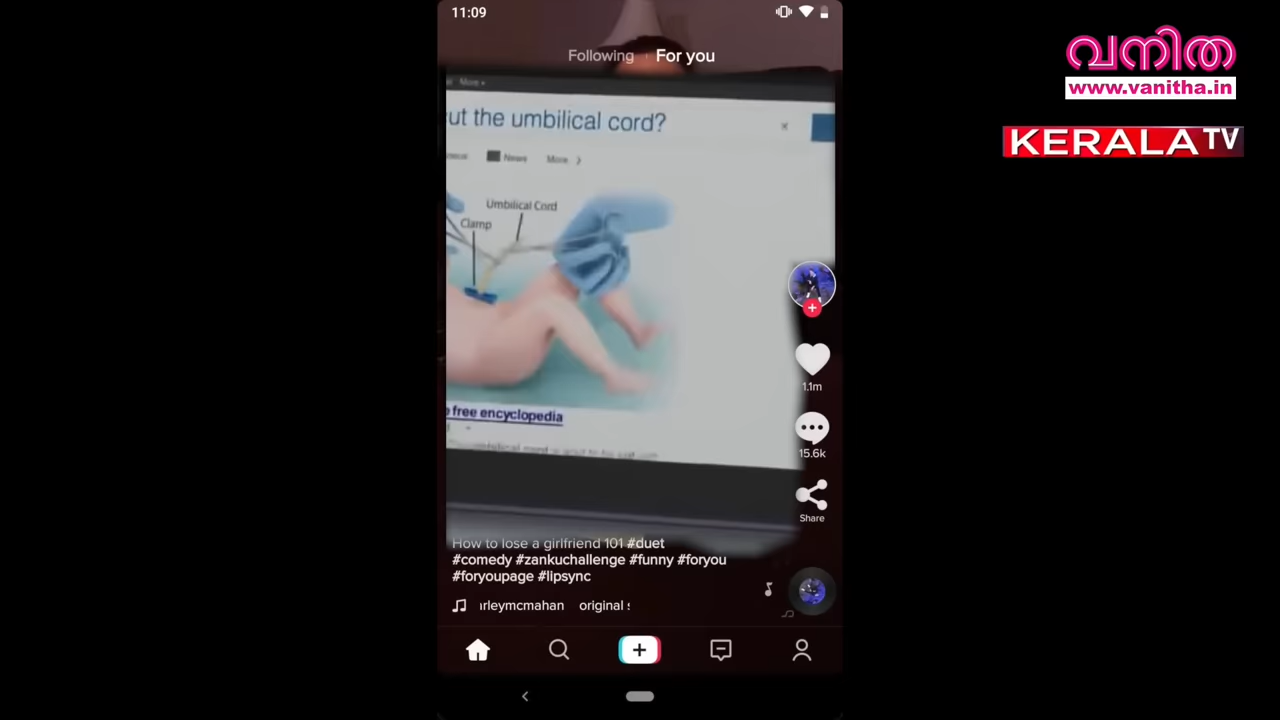 11:09
Following
For you
വനിത
www.vanitha.in
KERALA TV
More
ut the umbilical cord?
News
More
Umbilical Cord
Clamp
free encyclopedia
1.1m
15.6k
Share
How to lose a girlfriend 101 #duet
#comedy #zankuchallenge #funny #foryou
#foryoupage #lipsync
arleymcmahan original s